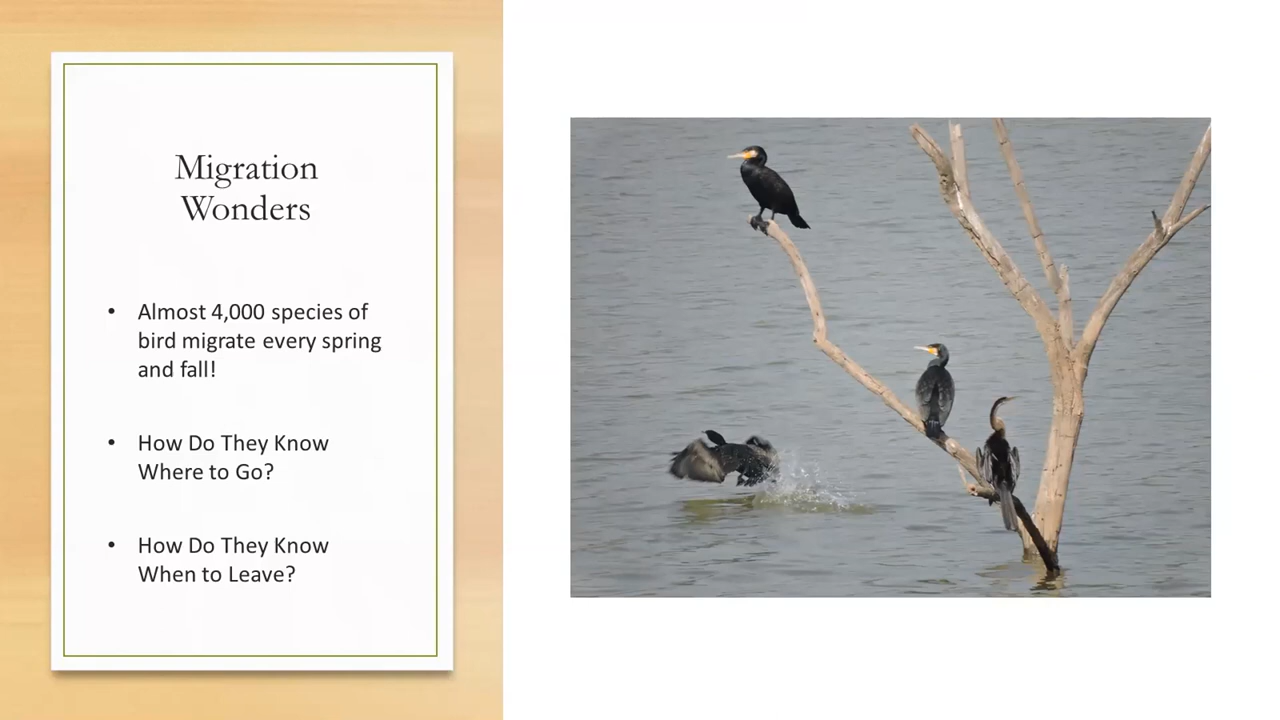 Migration
Wonders
• Almost 4,000 species of
bird migrate every spring
and fall!
• How Do They Know
Where to Go?
• How Do They Know
When to Leave?